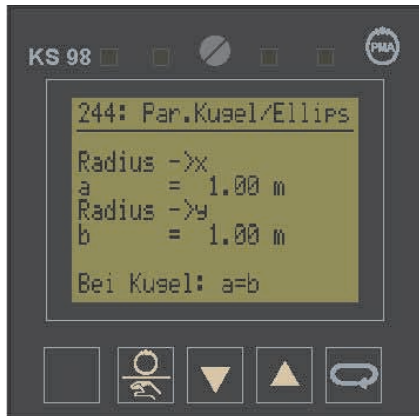 KS 98
PMA
244: Par.Kugel/Ellips
Radius ->x
a = 1.00 m
Radius ->y
b = 1.00 m
Bei Kugel: a=b